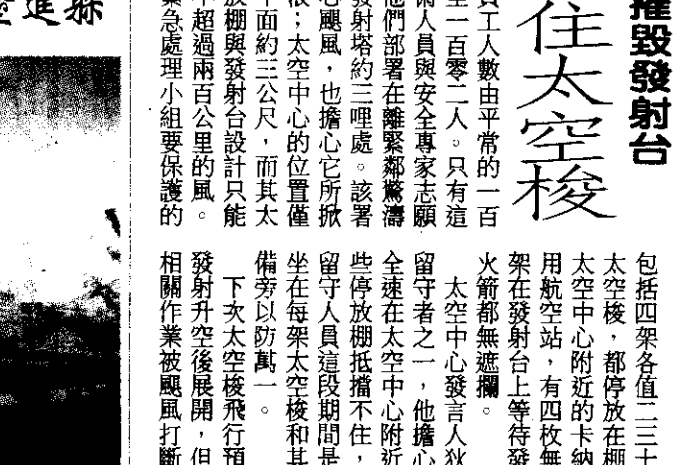 摧毀發射台
住太空梭
員工人數由平常的一百
至一百零二人。只有這
術人員與安全專家志願
他們部署在離緊鄰驚濤
發射塔約三哩處。該署
心颶風，也擔心它所掀
浪；太空中心的位置僅
平面約三公尺，而其太
放棚與發射台設計只能
不超過兩百公里的風。
緊急處理小組要保護的
包括四架各值二三十
太空梭，都停放在棚
太空中心附近的卡納
用航空站，有四枚無
架在發射台上等待發
火箭都無遮攔。
太空中心發言人狄
留守者之一，他擔心
全速在太空中心附近
些停放棚抵擋不住，
留守人員這段期間是
坐在每架太空梭和其
備旁以防萬一。
下次太空梭飛行預
發射升空後展開，但
相關作業被颶風打斷